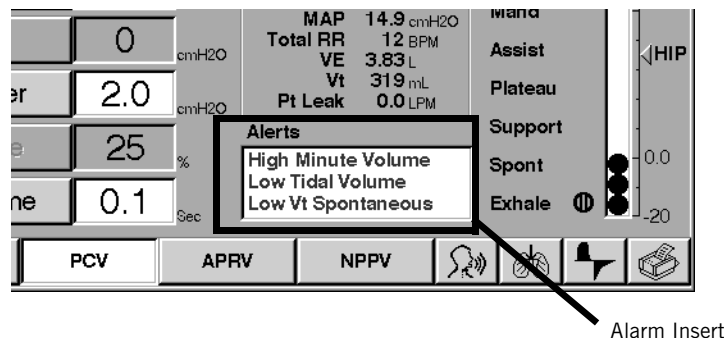 MAP 14.9 cmH2O
Total RR 12 BPM
VE 3.83 L
Vt 319 mL
Pt Leak 0.0 LPM
0 cmH2O
er 2.0 cmH2O
25 %
me 0.1 Sec
Alerts
High Minute Volume
Low Tidal Volume
Low Vt Spontaneous
Mand
Assist
Plateau
Support
Spont
Exhale
HIP
0.0
-20
PCV APRV NPPV
Alarm Insert